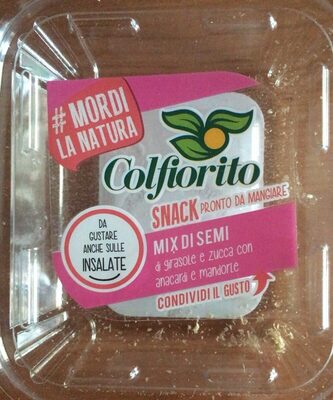 #MORDI
LA NATURA
Colfiorito
SNACK PRONTO DA MANGIARE
DA
GUSTARE
ANCHE SULLE
INSALATE
MIX DI SEMI
di girasole e zucca con
anacardi e mandorle
CONDIVIDI IL GUSTO